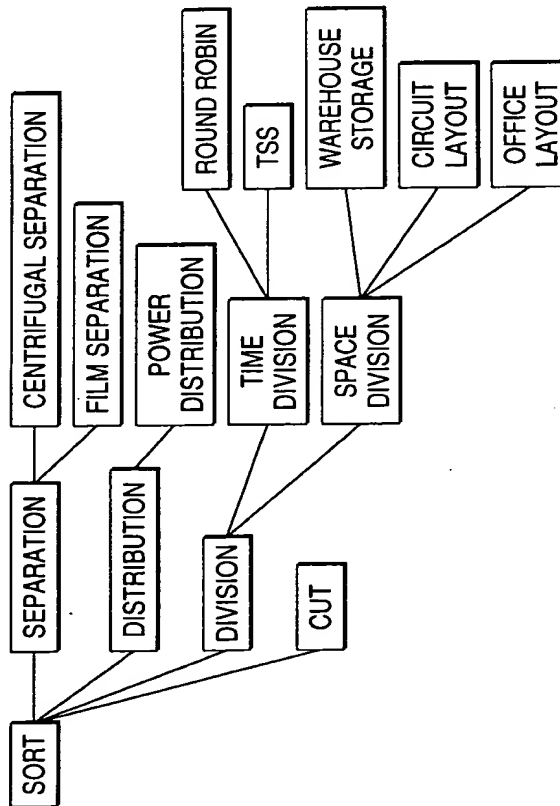 SORT
SEPARATION
CENTRIFUGAL SEPARATION
FILM SEPARATION
DISTRIBUTION
POWER
DISTRIBUTION
DIVISION
TIME
DIVISION
ROUND ROBIN
TSS
SPACE
DIVISION
WAREHOUSE
STORAGE
CIRCUIT
LAYOUT
OFFICE
LAYOUT
CUT